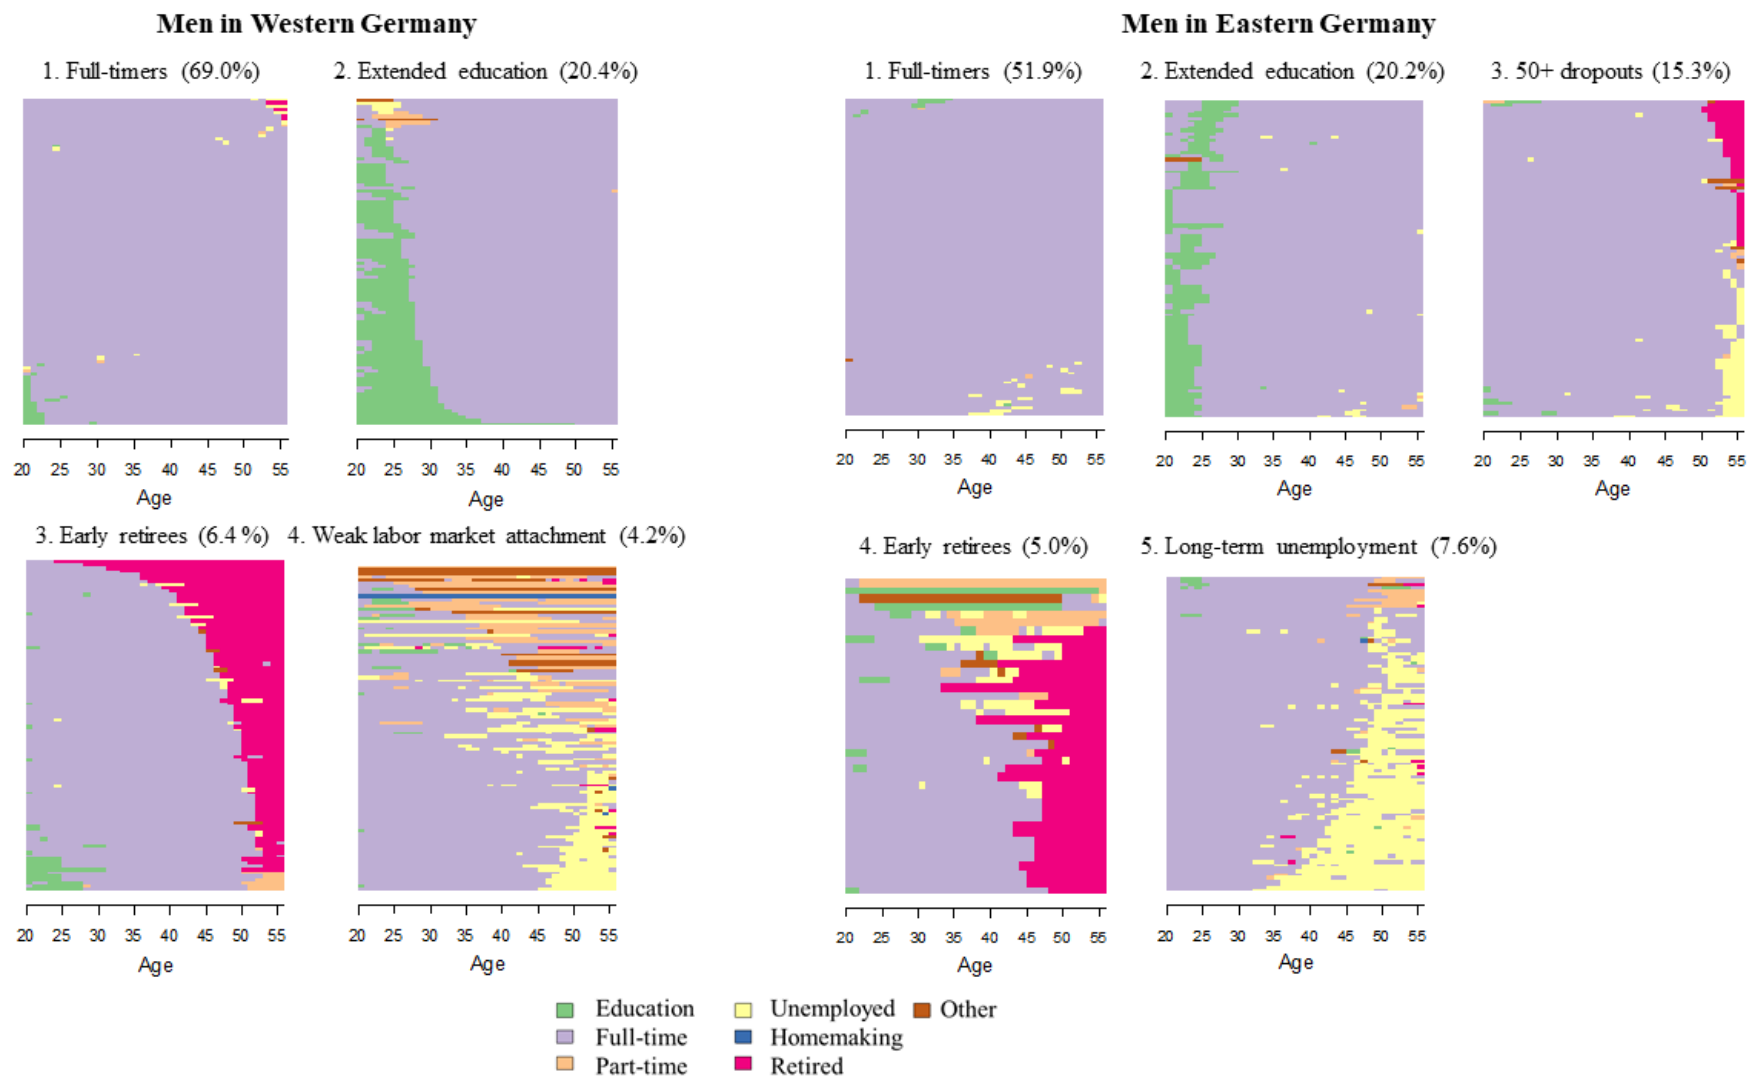 Men in Western Germany
Men in Eastern Germany
1. Full-timers (69.0%)
2. Extended education (20.4%)
1. Full-timers (51.9%)
2. Extended education (20.2%)
3. 50+ dropouts (15.3%)
20 25 30 35 40 45 50 55
Age
20 25 30 35 40 45 50 55
Age
20 25 30 35 40 45 50 55
Age
20 25 30 35 40 45 50 55
Age
20 25 30 35 40 45 50 55
Age
3. Early retirees (6.4%)
4. Weak labor market attachment (4.2%)
4. Early retirees (5.0%)
5. Long-term unemployment (7.6%)
20 25 30 35 40 45 50 55
Age
20 25 30 35 40 45 50 55
Age
20 25 30 35 40 45 50 55
Age
20 25 30 35 40 45 50 55
Age
Education
Unemployed
Other
Full-time
Homemaking
Part-time
Retired